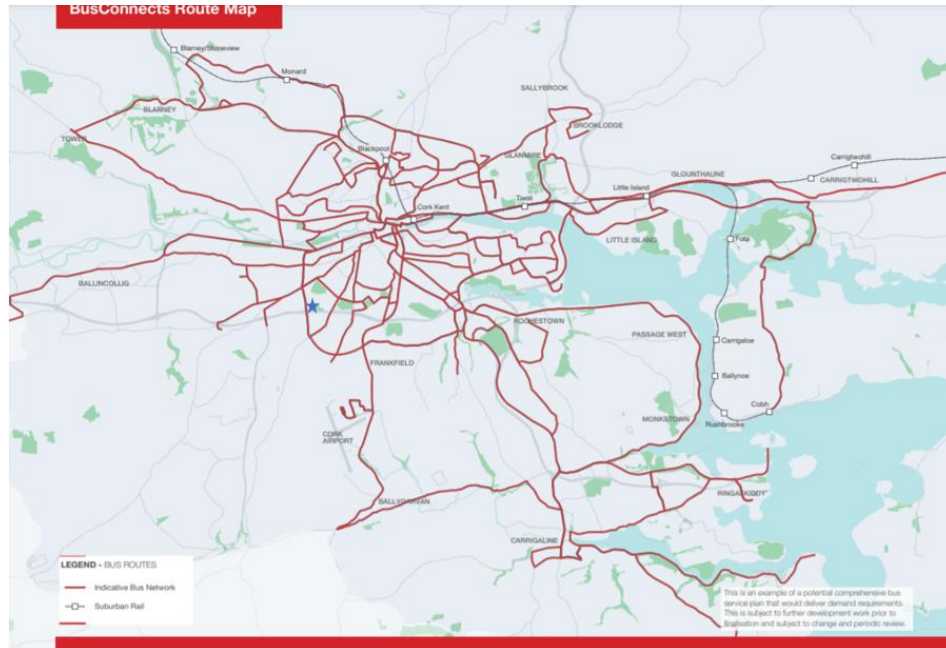 BusConnects Route Map
Blarney/Stoneview
Monard
SALLYBROOK
BLARNEY
BROOKLODGE
TOWER
Blackpool
GLANMIRE
Carrigtwohill
GLOUNTHAUNE
CARRIGTWOHILL
Little Island
Tivoli
Cork Kent
LITTLE ISLAND
Fota
BALLINCOLLIG
ROCHESTOWN
PASSAGE WEST
Carrigaloe
FRANKFIELD
Ballynoe
Cobh
MONKSTOWN
Rushbrooke
CORK
AIRPORT
RINGASKIDDY
BALLYGARVAN
CARRIGALINE
LEGEND - BUS ROUTES
Indicative Bus Network
Suburban Rail
This is an example of a potential comprehensive bus
service plan that would deliver demand requirements.
This is subject to further development work prior to
finalisation and subject to change and periodic review.